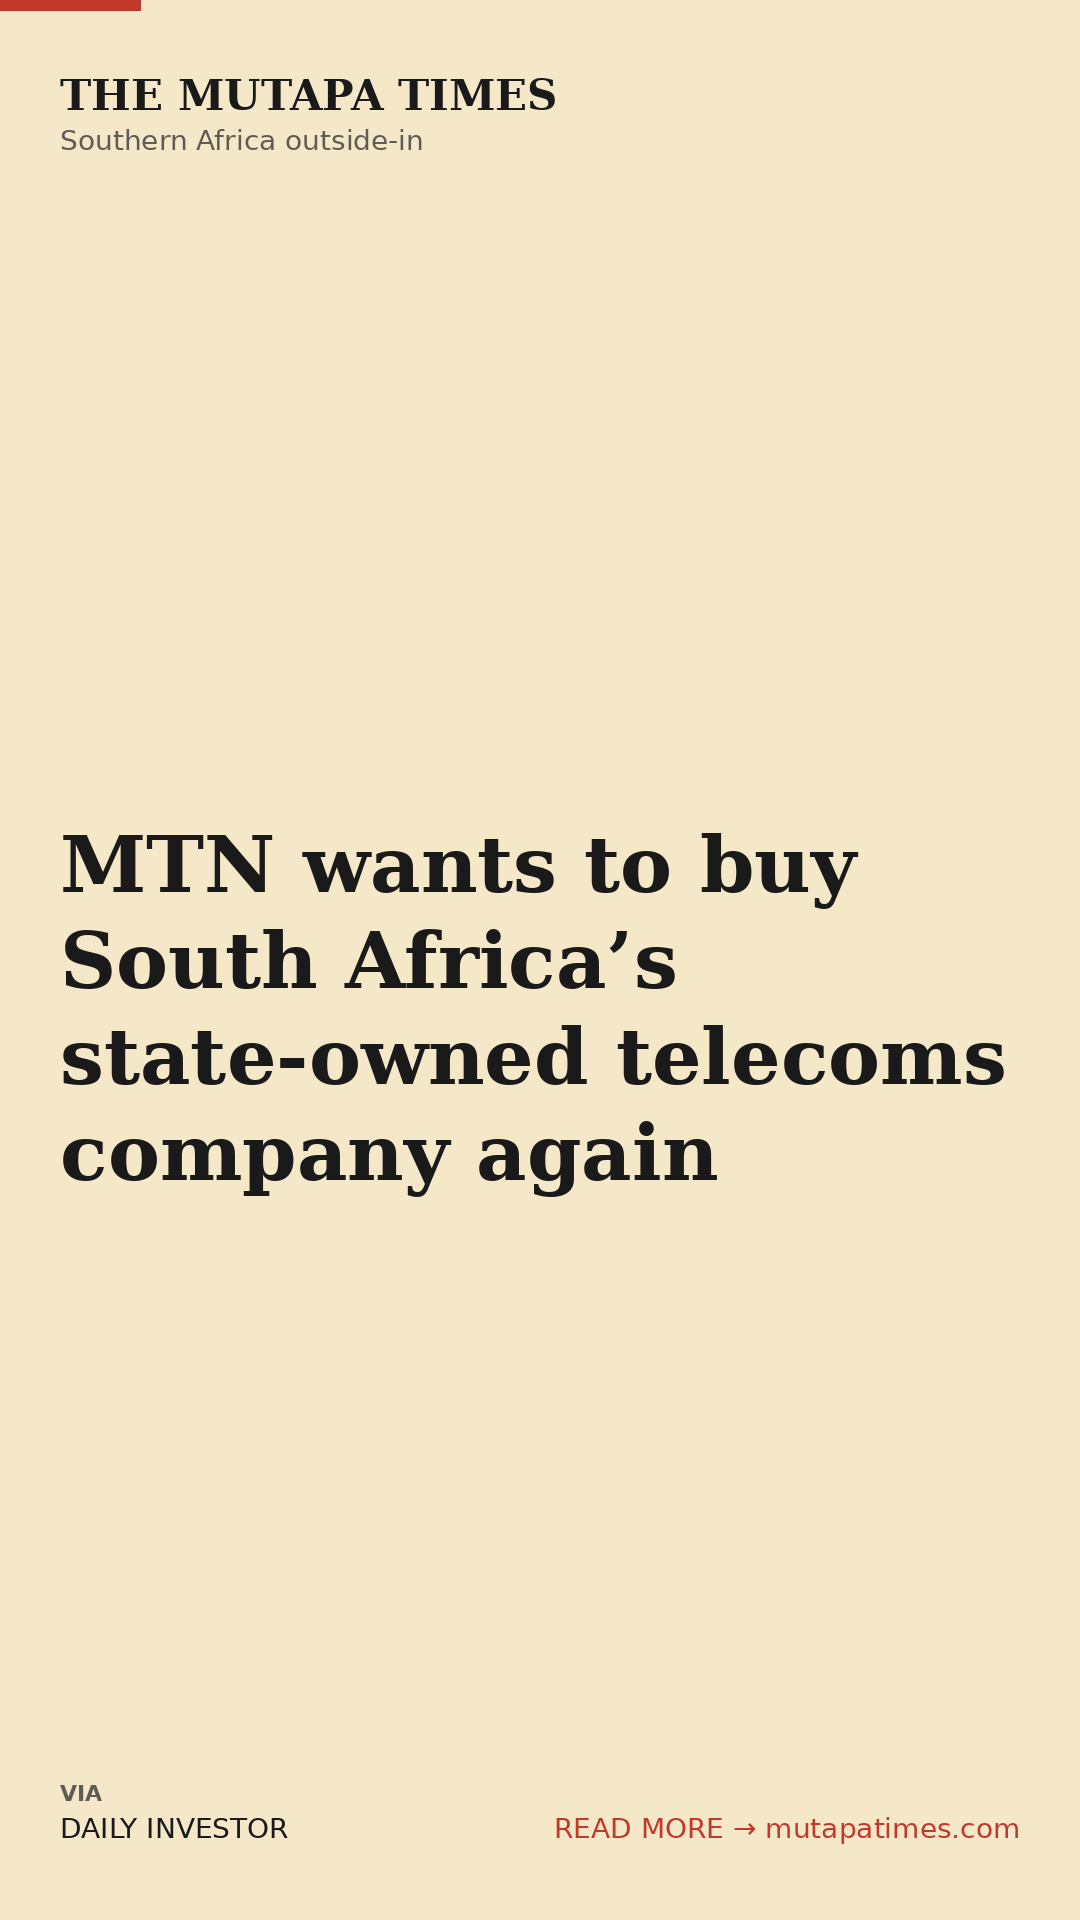 THE MUTAPA TIMES
Southern Africa outside-in
MTN wants to buy
South Africa’s
state-owned telecoms
company again
VIA
DAILY INVESTOR
READ MORE → mutapatimes.com